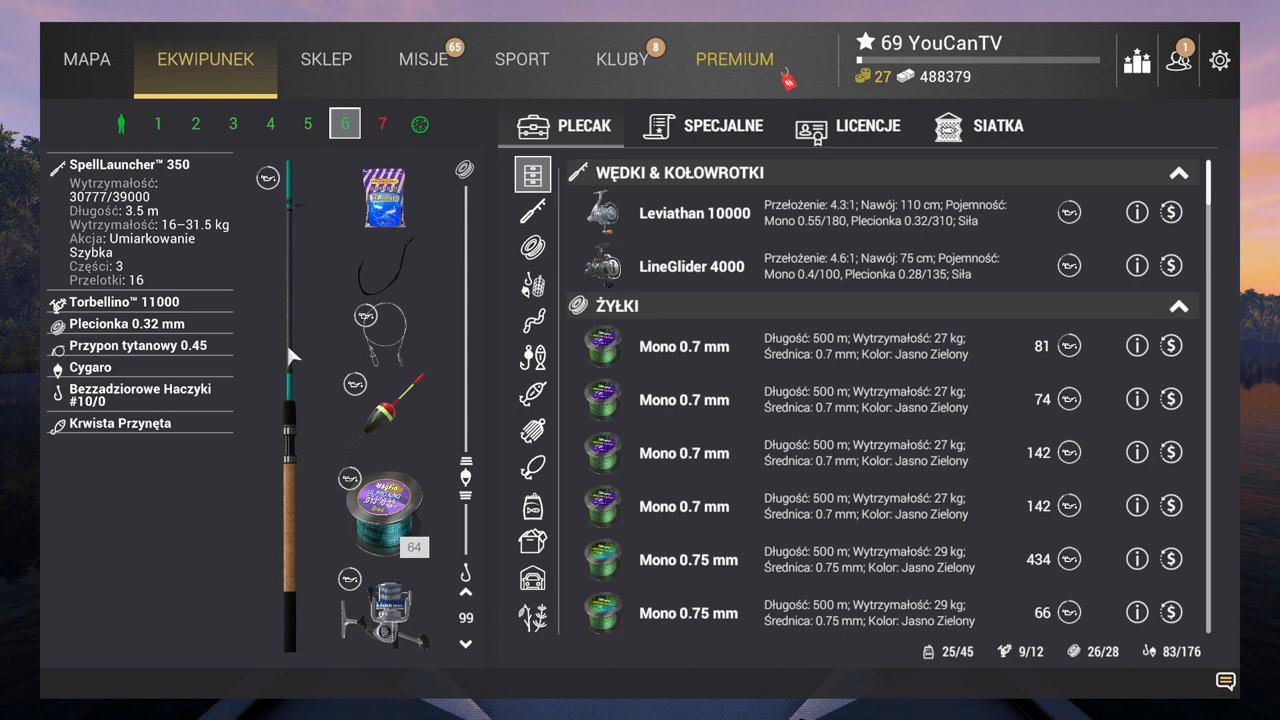 MAPA
EKWIPUNEK
SKLEP
MISJE 65
SPORT
KLUBY 8
PREMIUM
69 YouCanTV
27 488379
1
1 2 3 4 5 6 7
PLECAK
SPECJALNE
LICENCJE
SIATKA
SpellLauncher™ 350
Wytrzymałość:
30777/39000
Długość: 3.5 m
Wytrzymałość: 16–31.5 kg
Akcja: Umiarkowanie
Szybka
Części: 3
Przelotki: 16
Torbellino™ 11000
Plecionka 0.32 mm
Przypon tytanowy 0.45
Cygaro
Bezzadziorowe Haczyki
#10/0
Krwista Przynęta
64
99
WĘDKI & KOŁOWROTKI
Leviathan 10000
Przełożenie: 4.3:1; Nawój: 110 cm; Pojemność:
Mono 0.55/180, Plecionka 0.32/310; Siła
LineGlider 4000
Przełożenie: 4.6:1; Nawój: 75 cm; Pojemność:
Mono 0.4/100, Plecionka 0.28/135; Siła
ŻYŁKI
Mono 0.7 mm
Długość: 500 m; Wytrzymałość: 27 kg;
Średnica: 0.7 mm; Kolor: Jasno Zielony
81
Mono 0.7 mm
Długość: 500 m; Wytrzymałość: 27 kg;
Średnica: 0.7 mm; Kolor: Jasno Zielony
74
Mono 0.7 mm
Długość: 500 m; Wytrzymałość: 27 kg;
Średnica: 0.7 mm; Kolor: Jasno Zielony
142
Mono 0.7 mm
Długość: 500 m; Wytrzymałość: 27 kg;
Średnica: 0.7 mm; Kolor: Jasno Zielony
142
Mono 0.75 mm
Długość: 500 m; Wytrzymałość: 29 kg;
Średnica: 0.75 mm; Kolor: Jasno Zielony
434
Mono 0.75 mm
Długość: 500 m; Wytrzymałość: 29 kg;
Średnica: 0.75 mm; Kolor: Jasno Zielony
66
25/45 9/12 26/28 83/176